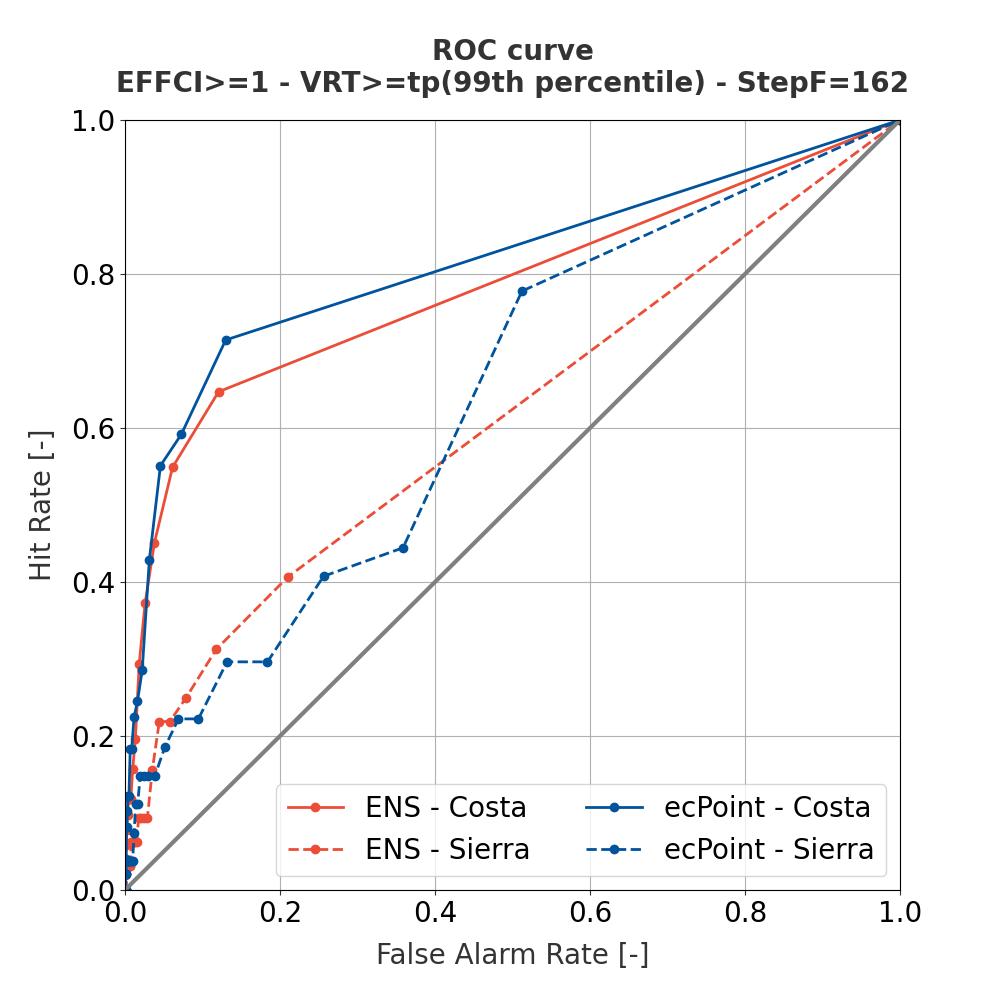 ROC curve
EFFCI>=1 - VRT>=tp(99th percentile) - StepF=162
1.0
0.8
0.6
0.4
0.2
0.0
Hit Rate [-]
ENS - Costa
ENS - Sierra
ecPoint - Costa
ecPoint - Sierra
0.0 0.2 0.4 0.6 0.8 1.0
False Alarm Rate [-]